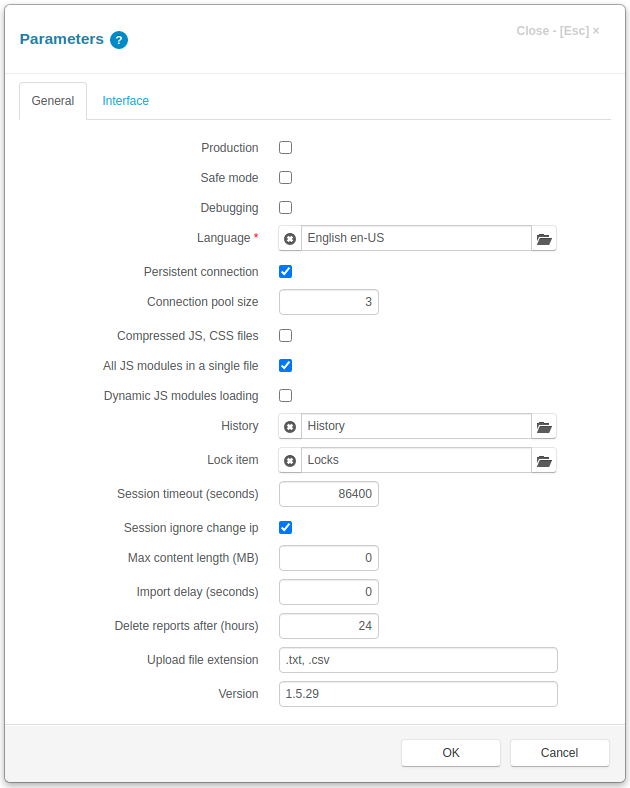 Parameters ?
Close - [Esc] ×
General Interface
Production
Safe mode
Debugging
Language * English en-US
Persistent connection
Connection pool size 3
Compressed JS, CSS files
All JS modules in a single file
Dynamic JS modules loading
History History
Lock item Locks
Session timeout (seconds) 86400
Session ignore change ip
Max content length (MB) 0
Import delay (seconds) 0
Delete reports after (hours) 24
Upload file extension .txt, .csv
Version 1.5.29
OK Cancel